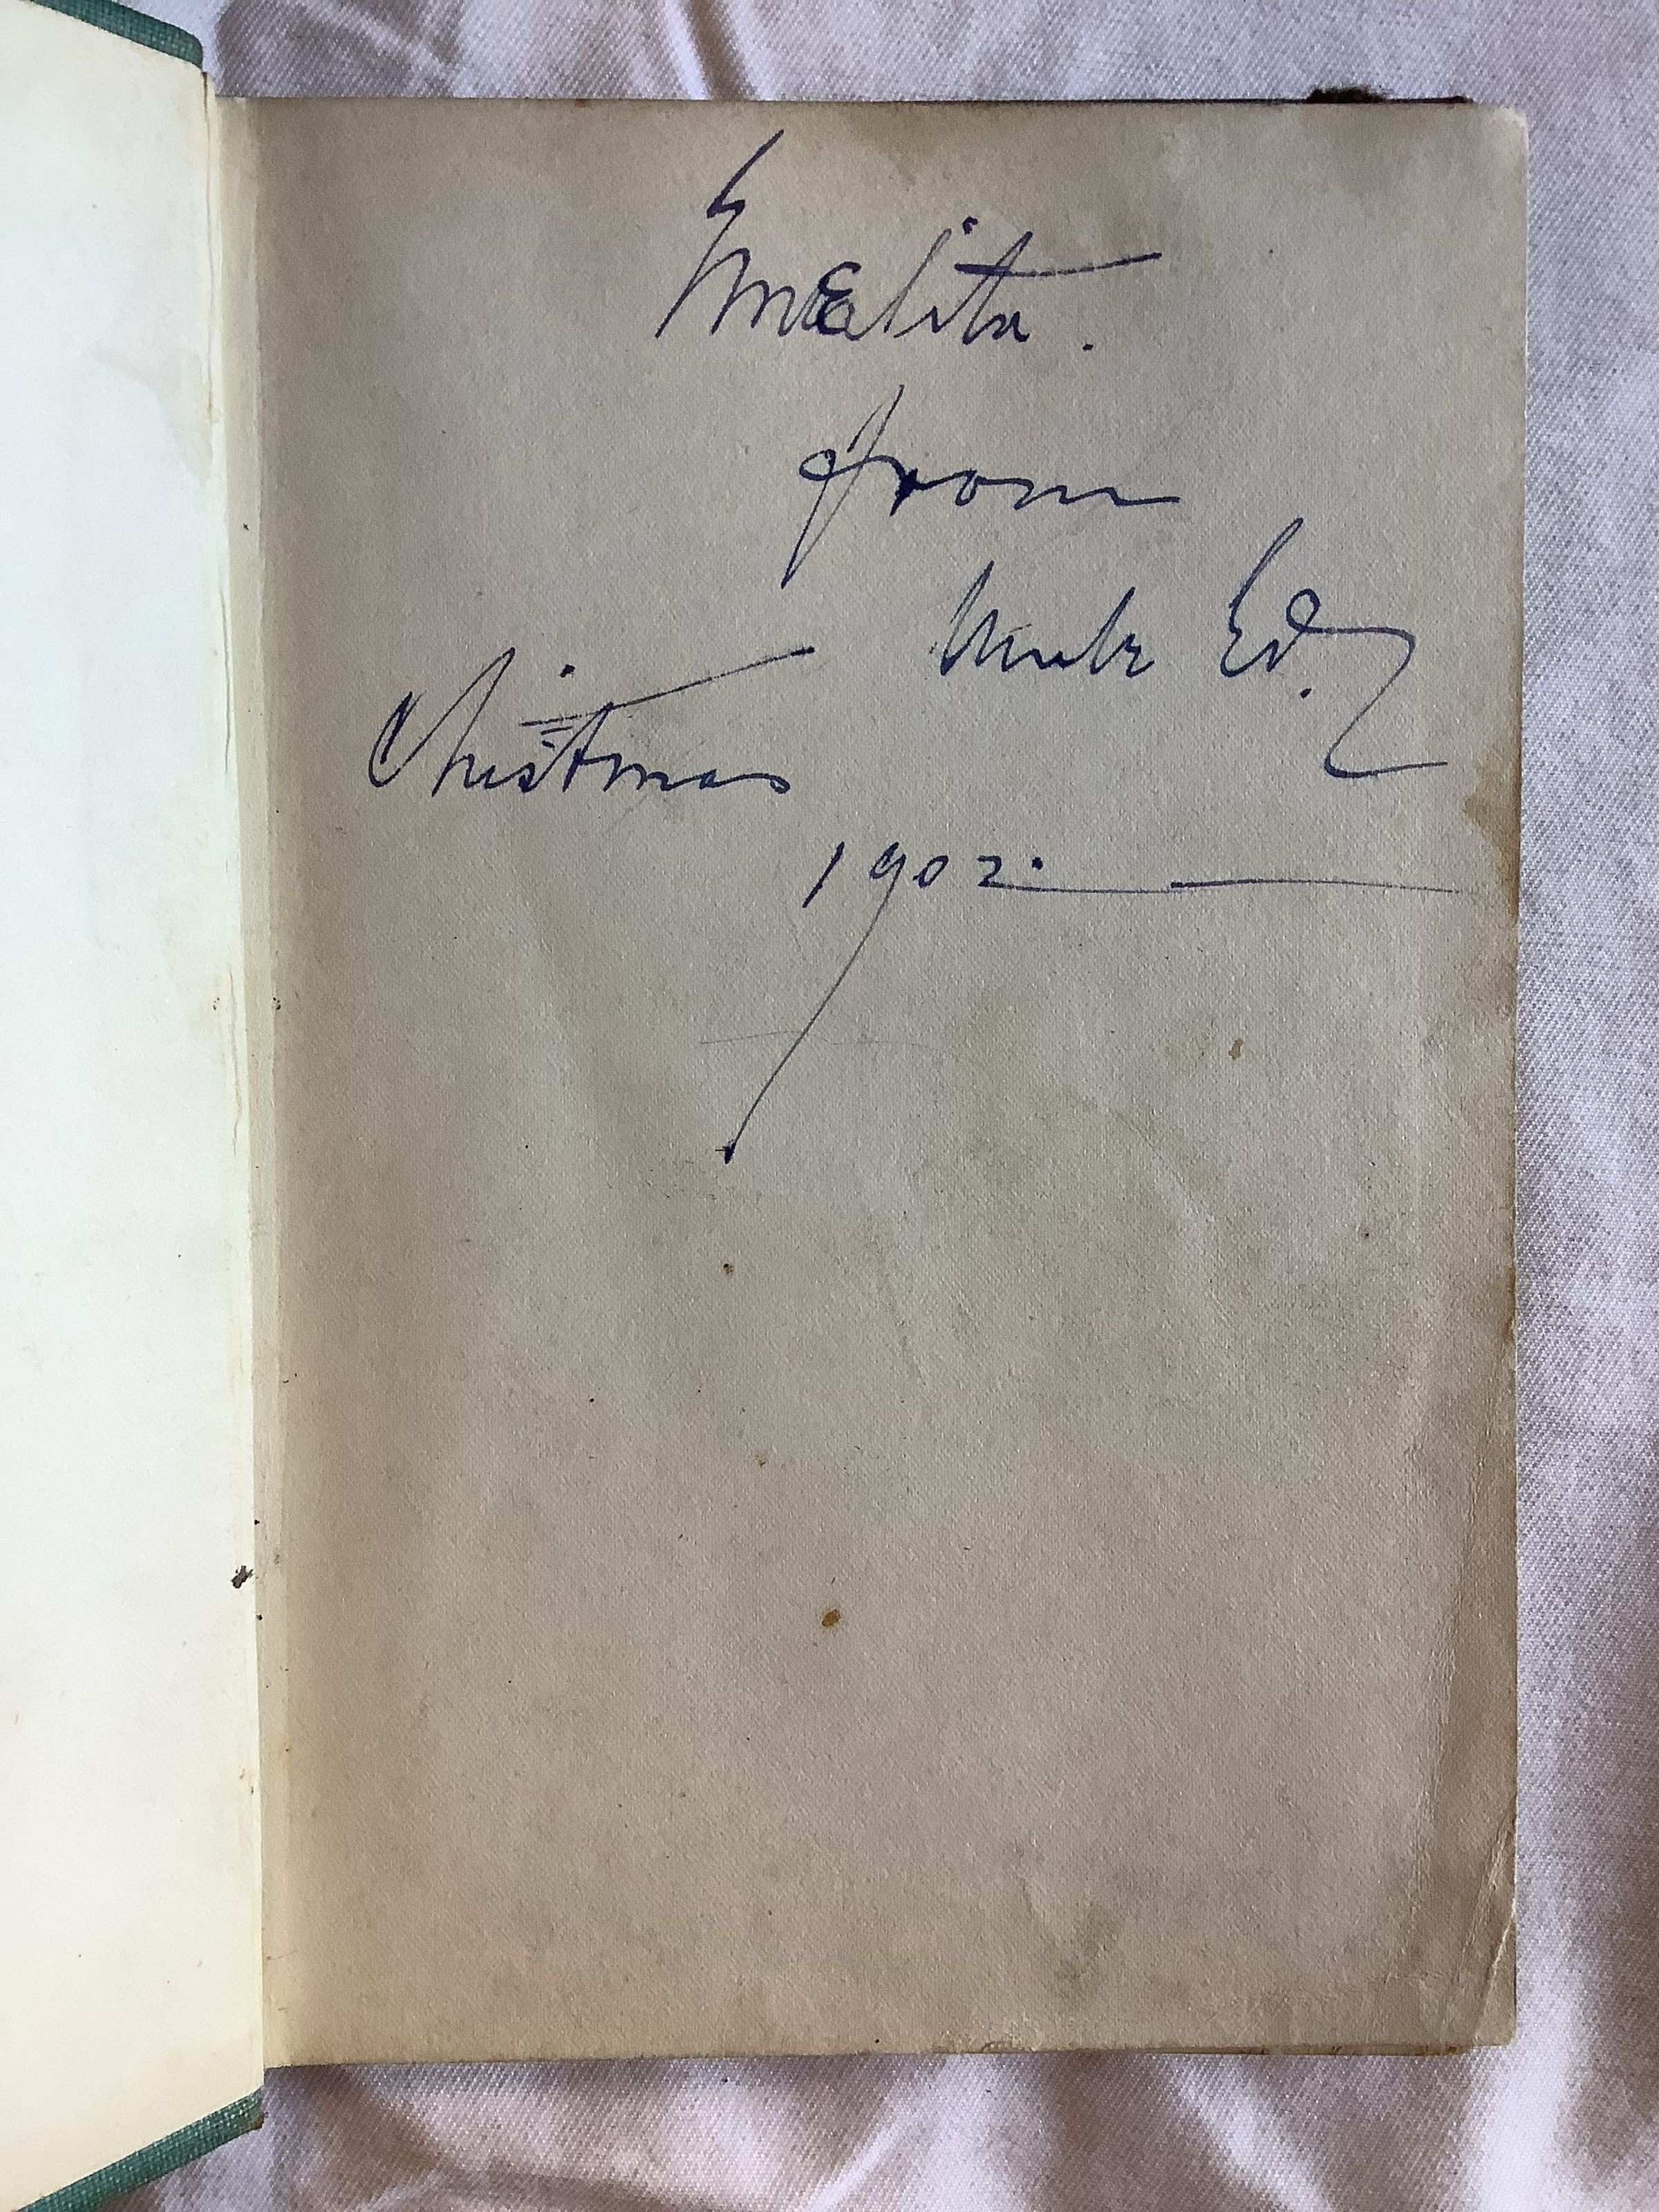 Emelita.
from
Uncle Ed.
Christmas
1902.